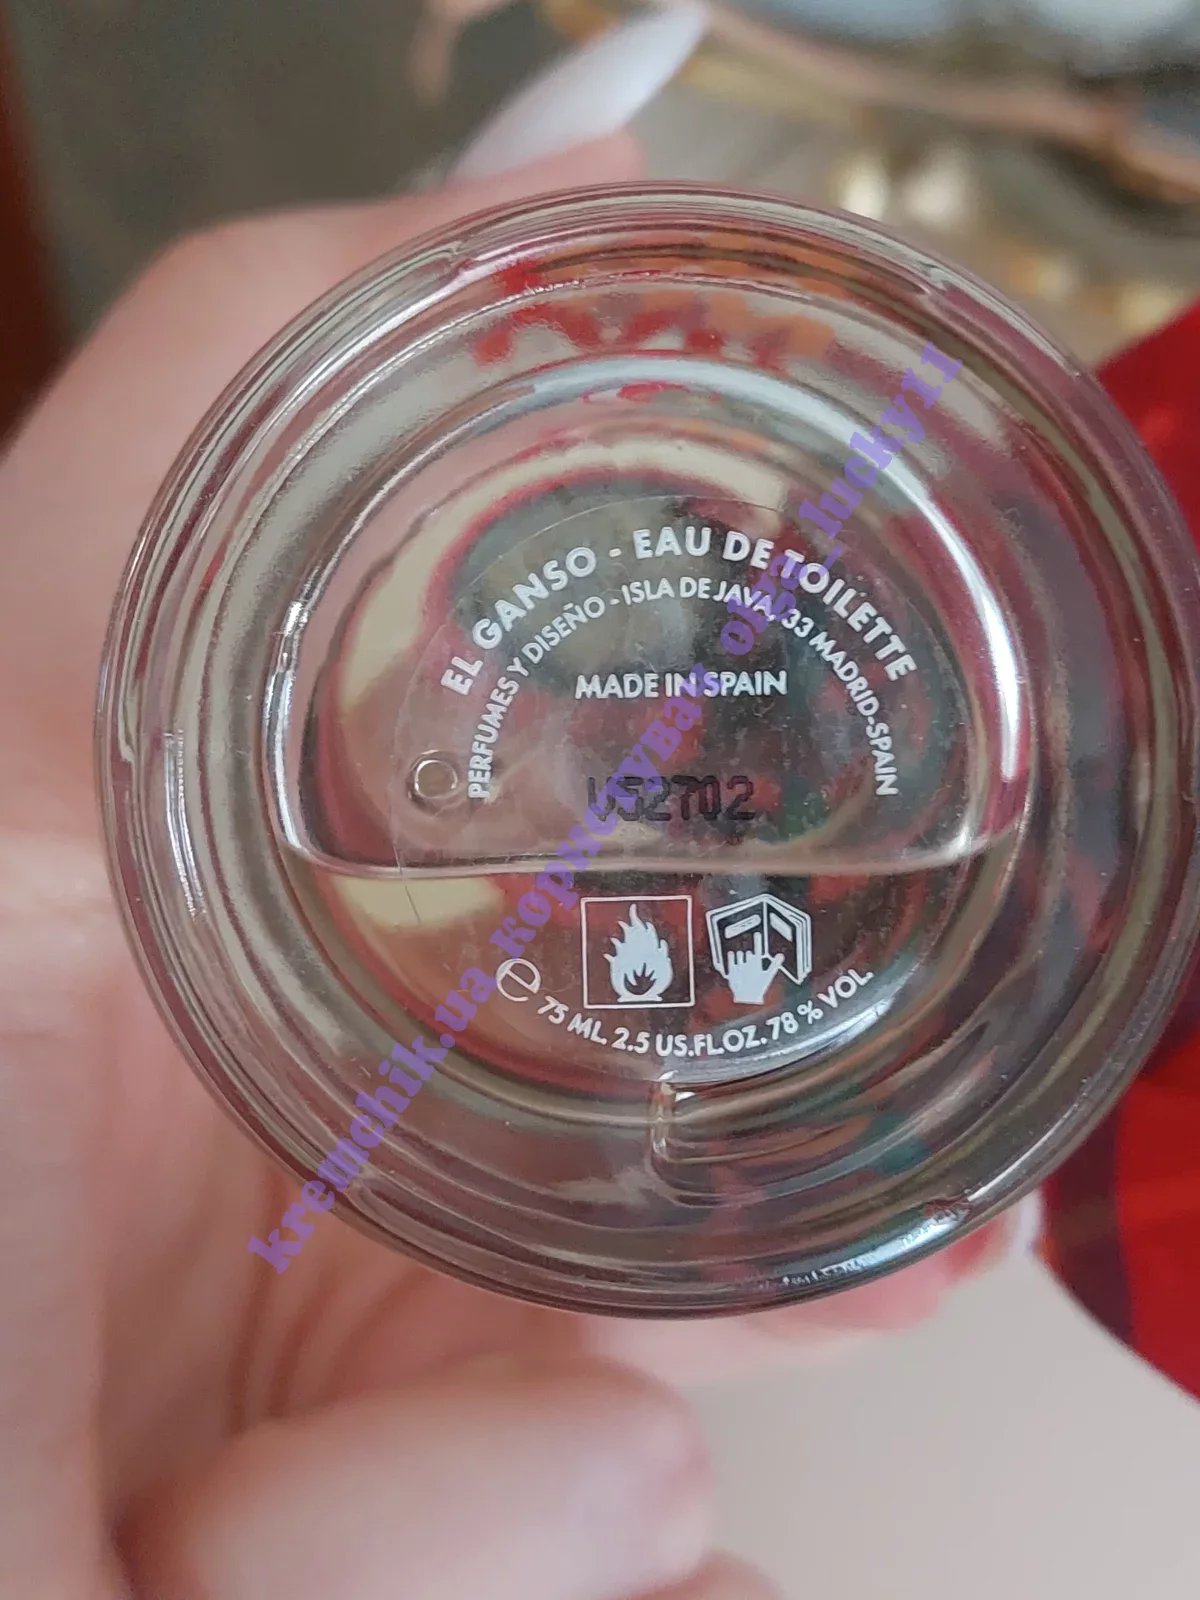 EL GANSO - EAU DE TOILETTE
PERFUMES Y DISEÑO - ISLA DE JAVA, 33 MADRID-SPAIN
MADE IN SPAIN
V52702
℮ 75 ML. 2.5 US.FL.OZ. 78 % VOL.
kremchik.ua користувач olga_lucky11